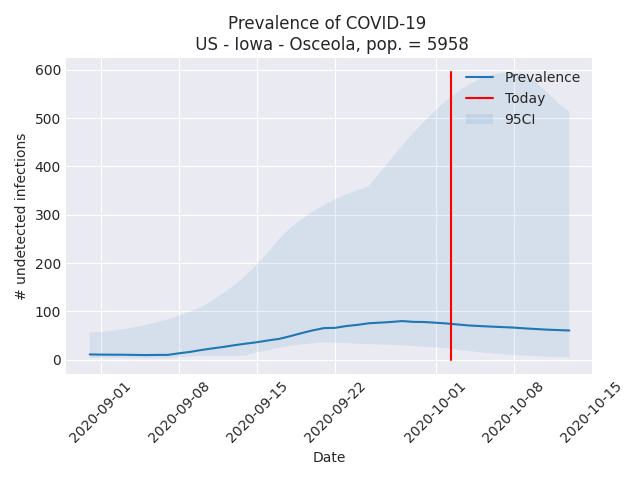 Prevalence of COVID-19
US - Iowa - Osceola, pop. = 5958
600
500
400
300
200
100
0
# undetected infections
Prevalence
Today
95CI
2020-09-01
2020-09-08
2020-09-15
2020-09-22
2020-10-01
2020-10-08
2020-10-15
Date